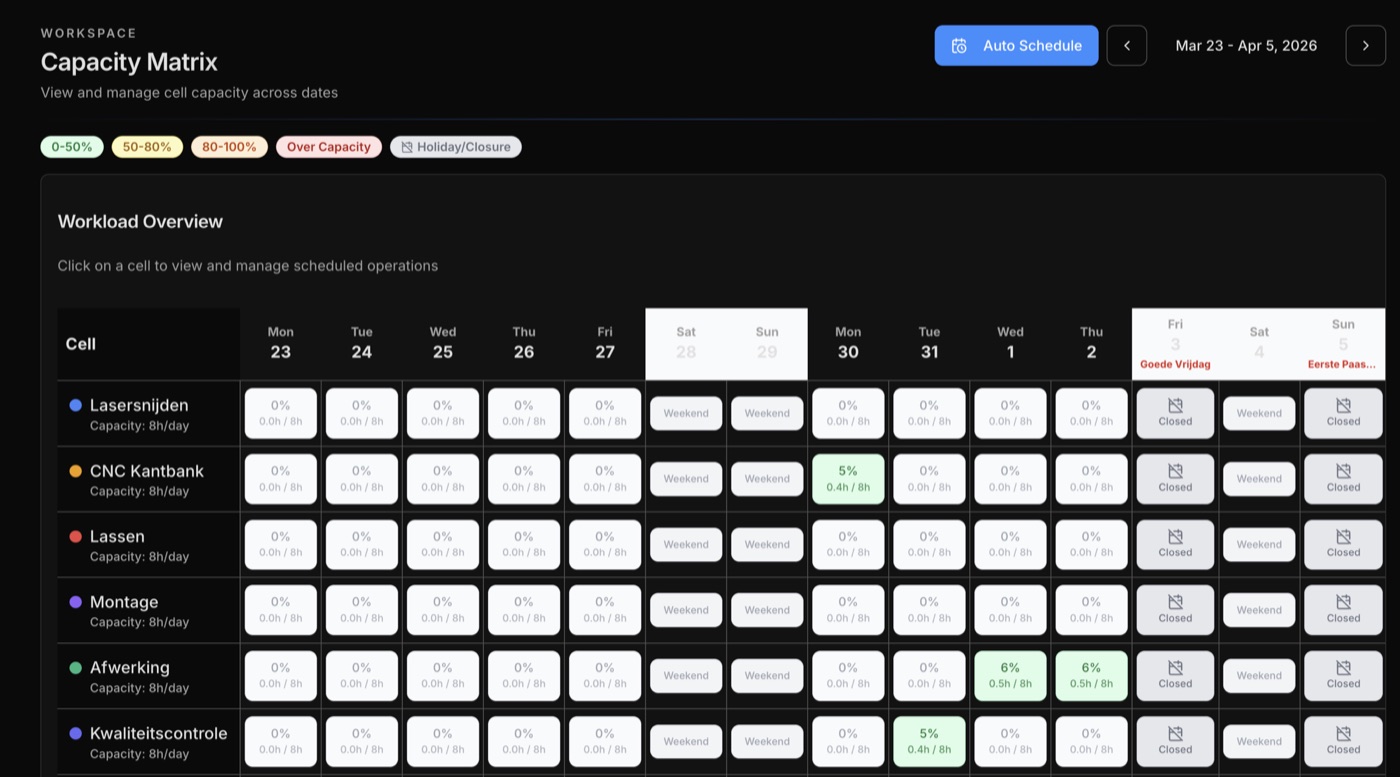 WORKSPACE
Capacity Matrix
View and manage cell capacity across dates
Auto Schedule
Mar 23 - Apr 5, 2026
0-50% 50-80% 80-100% Over Capacity Holiday/Closure
Workload Overview
Click on a cell to view and manage scheduled operations
Cell Mon Tue Wed Thu Fri Sat Sun Mon Tue Wed Thu Fri Sat Sun
23 24 25 26 27 28 29 30 31 1 2 3 4 5
Goede Vrijdag Eerste Paas...
Lasersnijden 0% 0% 0% 0% 0% Weekend Weekend 0% 0% 0% 0% Closed Weekend Closed
Capacity: 8h/day 0.0h / 8h 0.0h / 8h 0.0h / 8h 0.0h / 8h 0.0h / 8h 0.0h / 8h 0.0h / 8h 0.0h / 8h 0.0h / 8h
CNC Kantbank 0% 0% 0% 0% 0% Weekend Weekend 5% 0% 0% 0% Closed Weekend Closed
Capacity: 8h/day 0.0h / 8h 0.0h / 8h 0.0h / 8h 0.0h / 8h 0.0h / 8h 0.4h / 8h 0.0h / 8h 0.0h / 8h 0.0h / 8h
Lassen 0% 0% 0% 0% 0% Weekend Weekend 0% 0% 0% 0% Closed Weekend Closed
Capacity: 8h/day 0.0h / 8h 0.0h / 8h 0.0h / 8h 0.0h / 8h 0.0h / 8h 0.0h / 8h 0.0h / 8h 0.0h / 8h 0.0h / 8h
Montage 0% 0% 0% 0% 0% Weekend Weekend 0% 0% 0% 0% Closed Weekend Closed
Capacity: 8h/day 0.0h / 8h 0.0h / 8h 0.0h / 8h 0.0h / 8h 0.0h / 8h 0.0h / 8h 0.0h / 8h 0.0h / 8h 0.0h / 8h
Afwerking 0% 0% 0% 0% 0% Weekend Weekend 0% 0% 6% 6% Closed Weekend Closed
Capacity: 8h/day 0.0h / 8h 0.0h / 8h 0.0h / 8h 0.0h / 8h 0.0h / 8h 0.0h / 8h 0.0h / 8h 0.5h / 8h 0.5h / 8h
Kwaliteitscontrole 0% 0% 0% 0% 0% Weekend Weekend 0% 5% 0% 0% Closed Weekend Closed
Capacity: 8h/day 0.0h / 8h 0.0h / 8h 0.0h / 8h 0.0h / 8h 0.0h / 8h 0.0h / 8h 0.4h / 8h 0.0h / 8h 0.0h / 8h